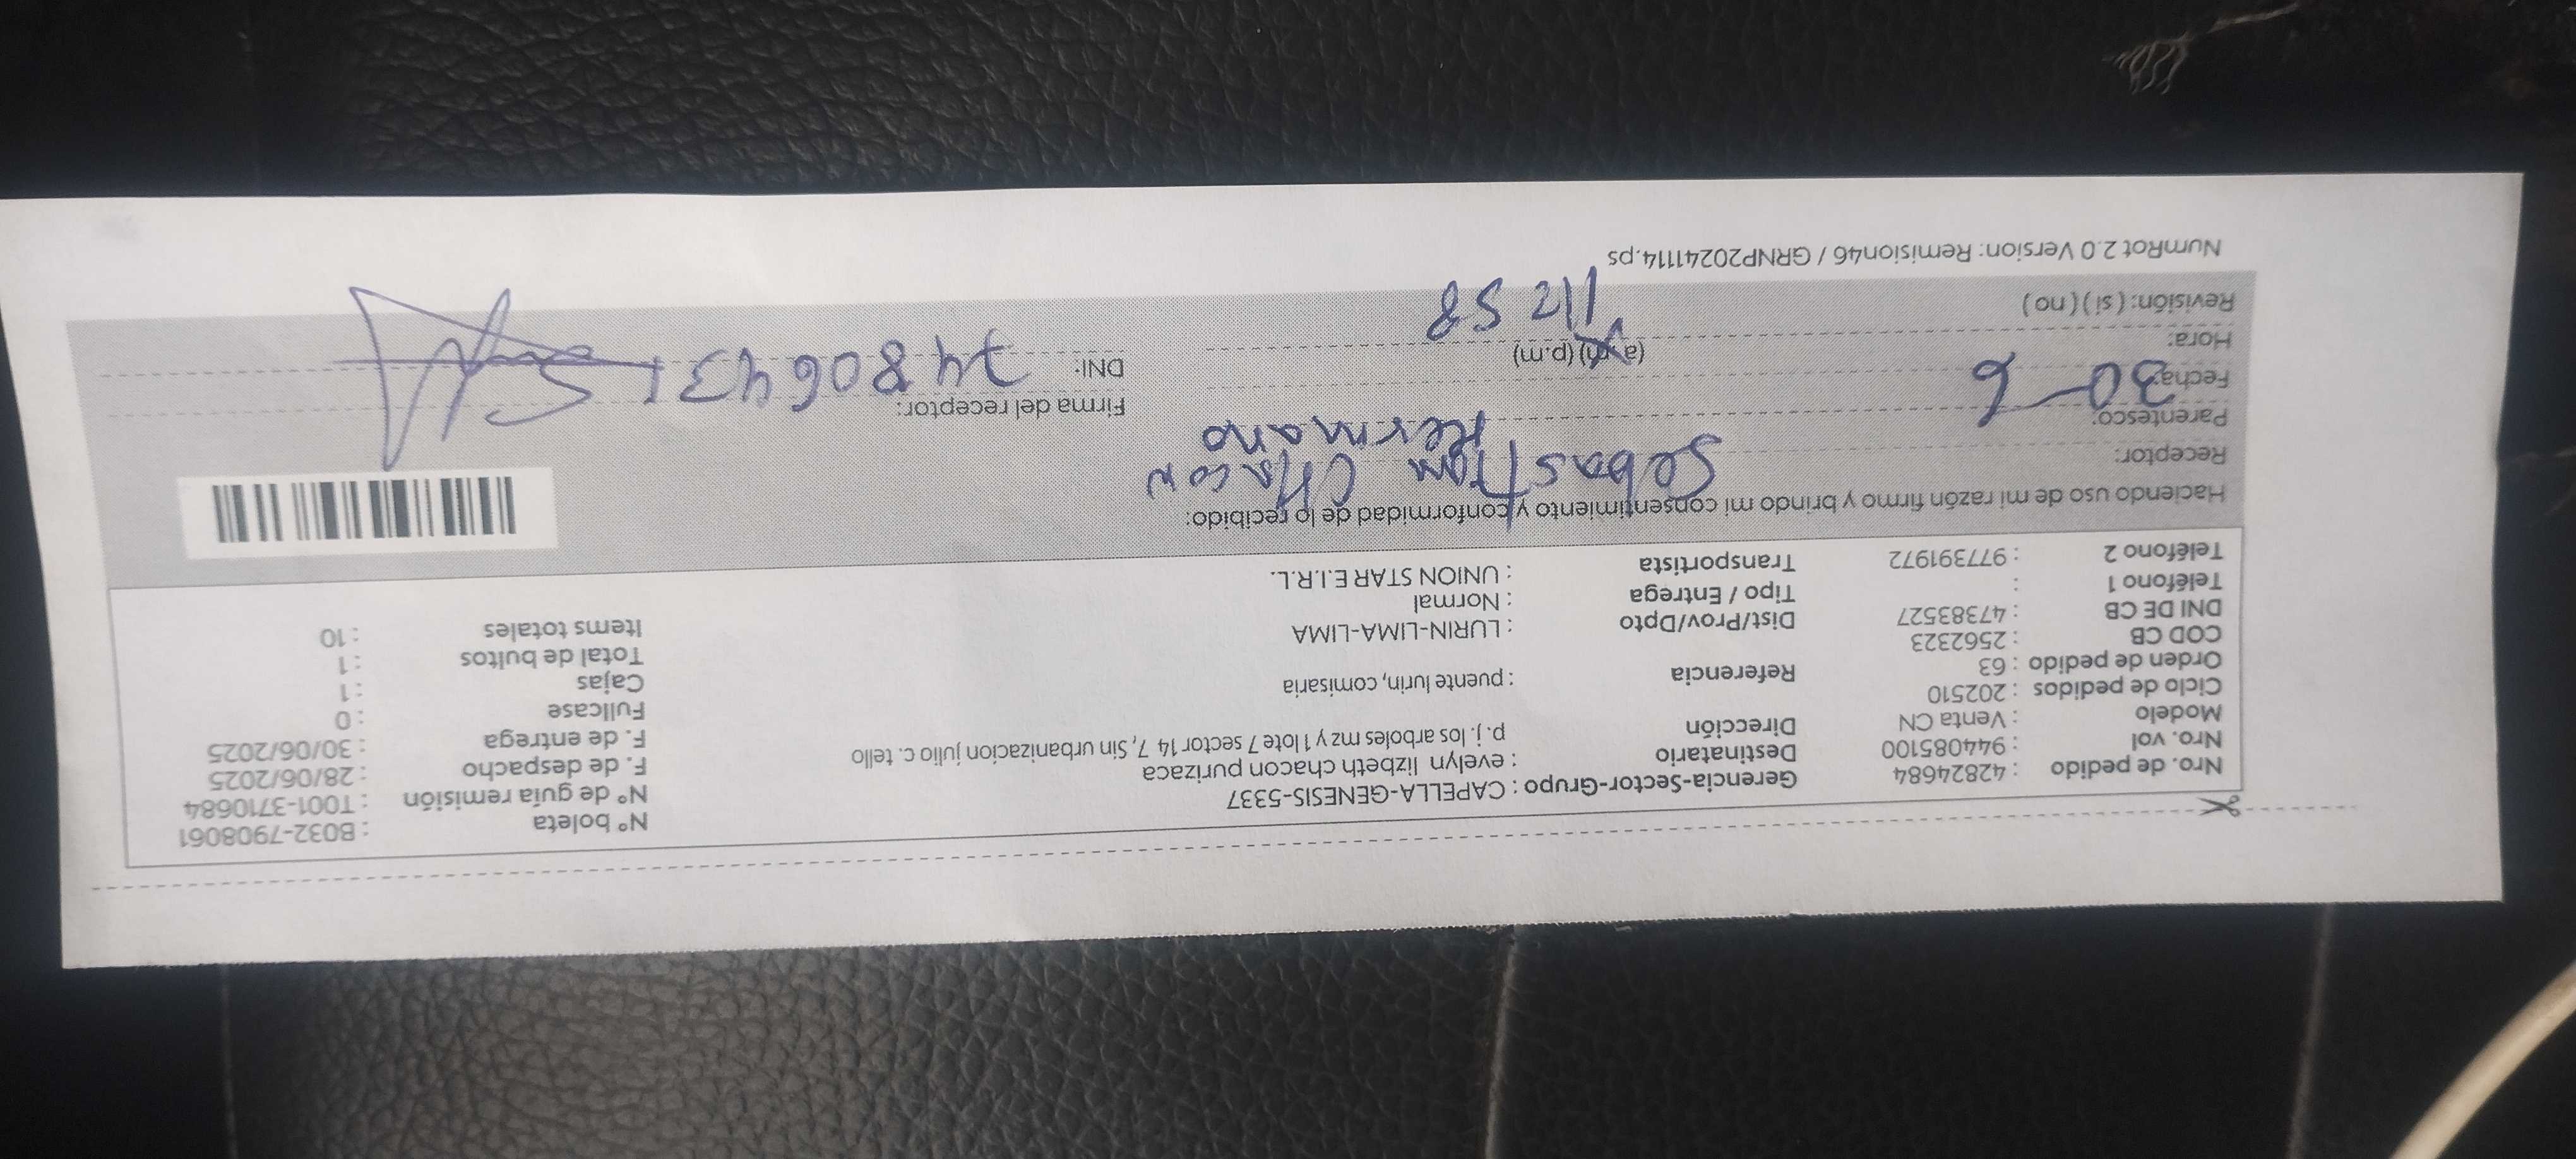 Nro. de pedido : 42824684 Gerencia-Sector-Grupo : CAPELLA-GENESIS-5337 N° boleta : B032-7908061
Nro. vol : 944085100 Destinatario : evelyn lizbeth chacon purizaca N° de guía remisión : T001-3710684
Modelo : Venta CN Dirección p. j. los arboles mz y 1 lote 7 sector 14 7, Sin urbanizacion julio c. tello F. de despacho : 28/06/2025
Ciclo de pedidos : 202510 F. de entrega : 30/06/2025
Orden de pedido : 63 Referencia : puente lurin, comisaria Fullcase : 0
COD CB : 2562323 Cajas : 1
DNI DE CB : 47383527 Dist/Prov/Dpto : LURIN-LIMA-LIMA Total de bultos : 1
Teléfono 1 : Tipo / Entrega : Normal Items totales : 10
Teléfono 2 : 977391972 Transportista : UNION STAR E.I.R.L.
Haciendo uso de mi razón firmo y brindo mi consentimiento y conformidad de lo recibido:
Receptor: Sebastian Chacon
Parentesco: Hermano Firma del receptor:
Fecha: 30-6 DNI: 74806431
Hora: (a.m) (p.m)
12 58
Revisión: ( si ) ( no )
NumRot 2.0 Version: Remision46 / GRNP20241114.ps